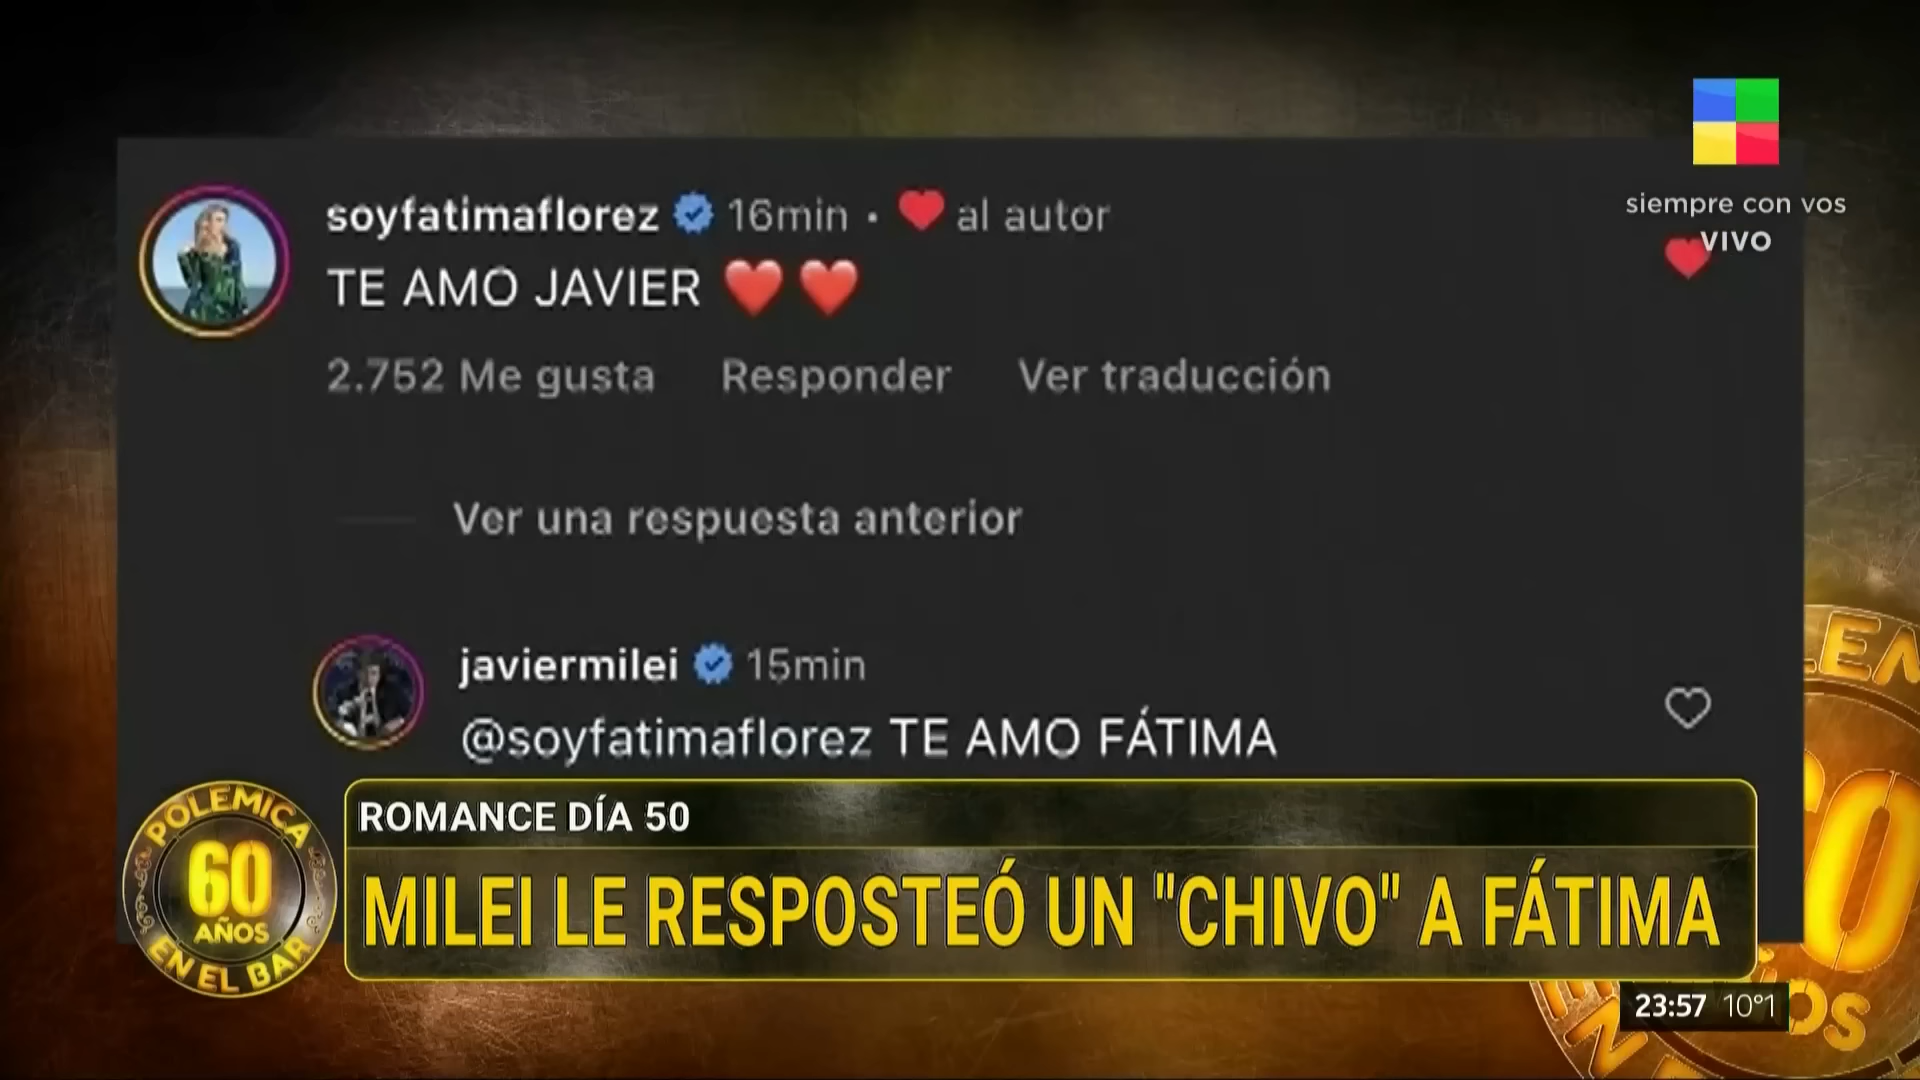 soyfatimaflorez 16min • ❤️ al autor
TE AMO JAVIER ❤️ ❤️
2.752 Me gusta Responder Ver traducción
Ver una respuesta anterior
javiermilei 15min
@soyfatimaflorez TE AMO FÁTIMA
siempre con vos
VIVO
POLEMICA
60
AÑOS
EN EL BAR
ROMANCE DÍA 50
MILEI LE RESPOSTEÓ UN "CHIVO" A FÁTIMA
23:57 10°1